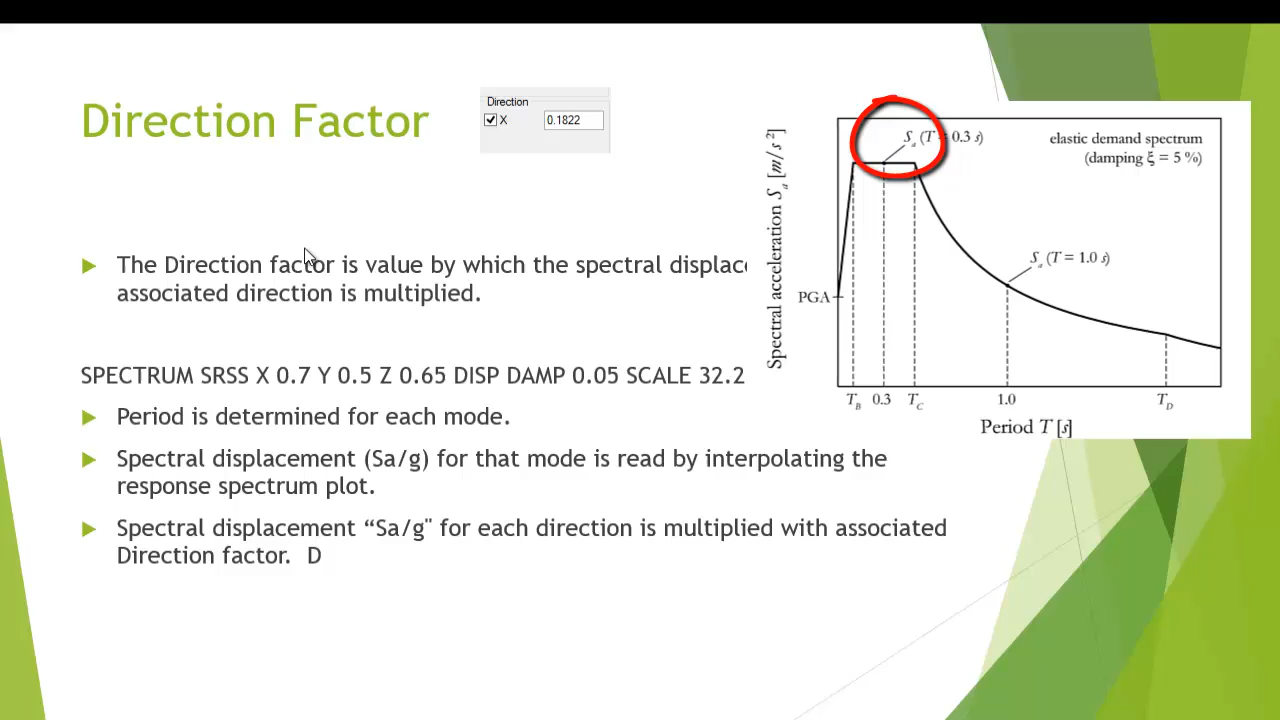 Direction Factor
Direction
X 0.1822
The Direction factor is value by which the spectral
associated direction is multiplied.
SPECTRUM SRSS X 0.7 Y 0.5 Z 0.65 DISP DAMP 0.05 SCALE 32.2
Period is determined for each mode.
Spectral displacement (Sa/g) for that mode is read by interpolating the
response spectrum plot.
Spectral displacement “Sa/g" for each direction is multiplied with associated
Direction factor. D
Spectral acceleration Sa [m/s²]
Sa (T = 0.3 s)
elastic demand spectrum
(damping ξ = 5 %)
Sa (T = 1.0 s)
PGA
TB 0.3 TC 1.0 TD
Period T [s]